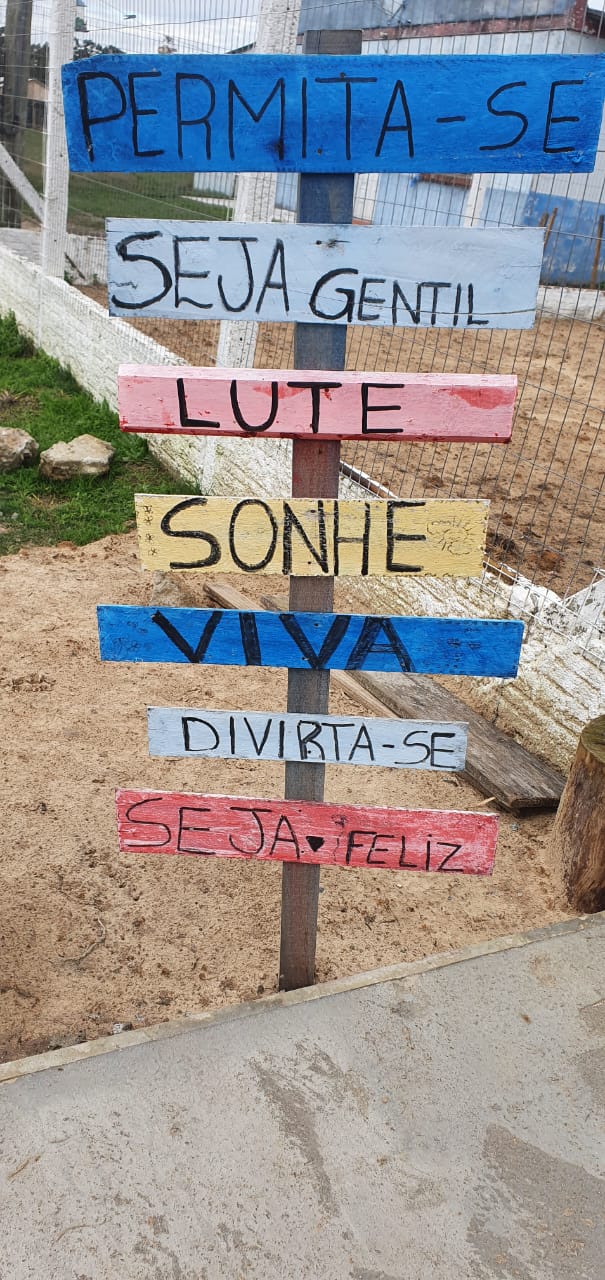 PERMITA-SE
SEJA GENTIL
LUTE
SONHE
VIVA
DIVIRTA-SE
SEJA FELIZ